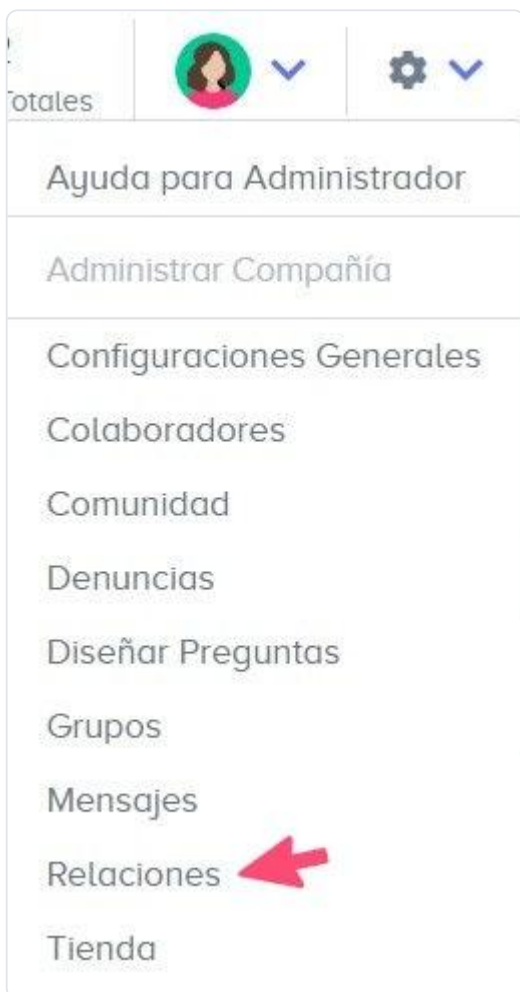 Totales
Ayuda para Administrador
Administrar Compañía
Configuraciones Generales
Colaboradores
Comunidad
Denuncias
Diseñar Preguntas
Grupos
Mensajes
Relaciones
Tienda